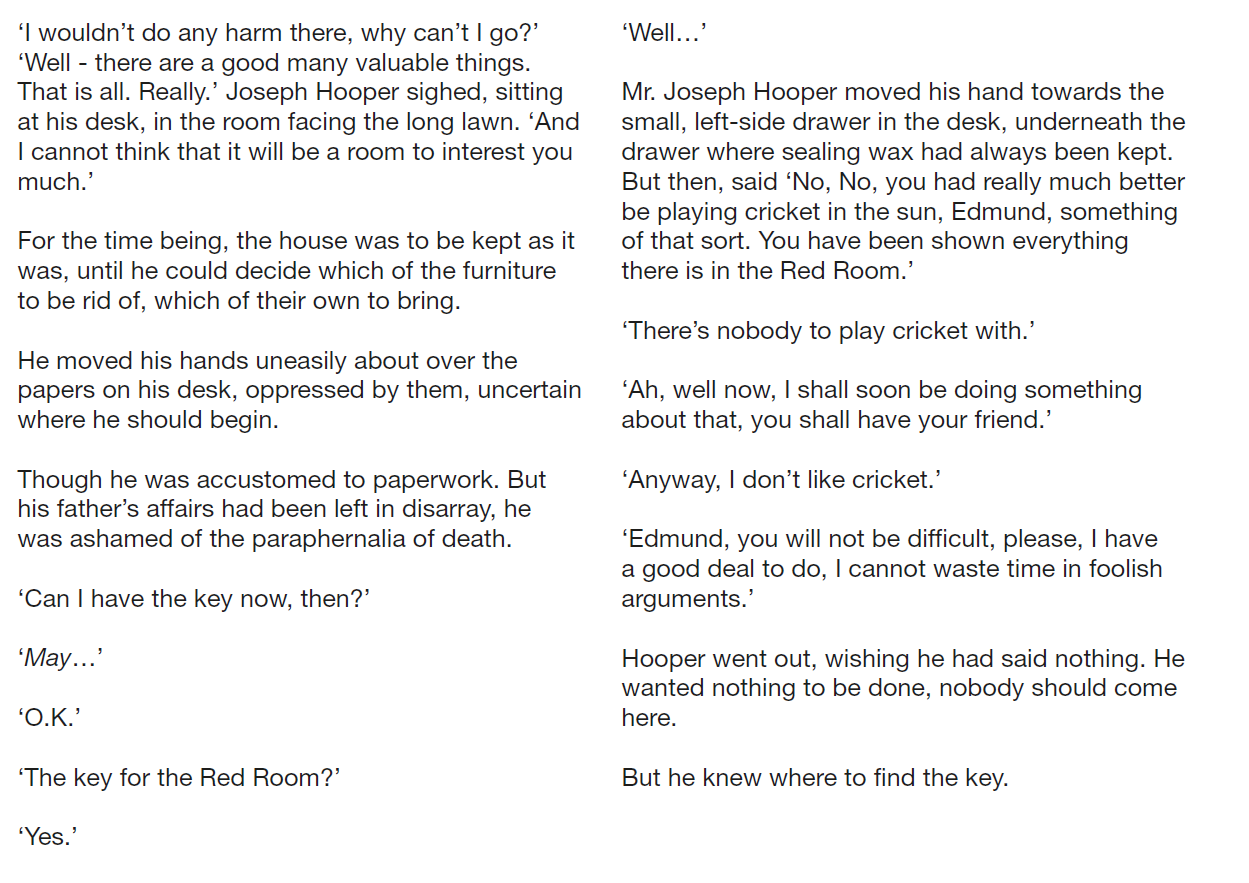 ‘I wouldn’t do any harm there, why can’t I go?’
‘Well - there are a good many valuable things.
That is all. Really.’ Joseph Hooper sighed, sitting
at his desk, in the room facing the long lawn. ‘And
I cannot think that it will be a room to interest you
much.’
For the time being, the house was to be kept as it
was, until he could decide which of the furniture
to be rid of, which of their own to bring.
He moved his hands uneasily about over the
papers on his desk, oppressed by them, uncertain
where he should begin.
Though he was accustomed to paperwork. But
his father’s affairs had been left in disarray, he
was ashamed of the paraphernalia of death.
‘Can I have the key now, then?’
‘May…’
‘O.K.’
‘The key for the Red Room?’
‘Yes.’
‘Well…’
Mr. Joseph Hooper moved his hand towards the
small, left-side drawer in the desk, underneath the
drawer where sealing wax had always been kept.
But then, said ‘No, No, you had really much better
be playing cricket in the sun, Edmund, something
of that sort. You have been shown everything
there is in the Red Room.’
‘There’s nobody to play cricket with.’
‘Ah, well now, I shall soon be doing something
about that, you shall have your friend.’
‘Anyway, I don’t like cricket.’
‘Edmund, you will not be difficult, please, I have
a good deal to do, I cannot waste time in foolish
arguments.’
Hooper went out, wishing he had said nothing. He
wanted nothing to be done, nobody should come
here.
But he knew where to find the key.